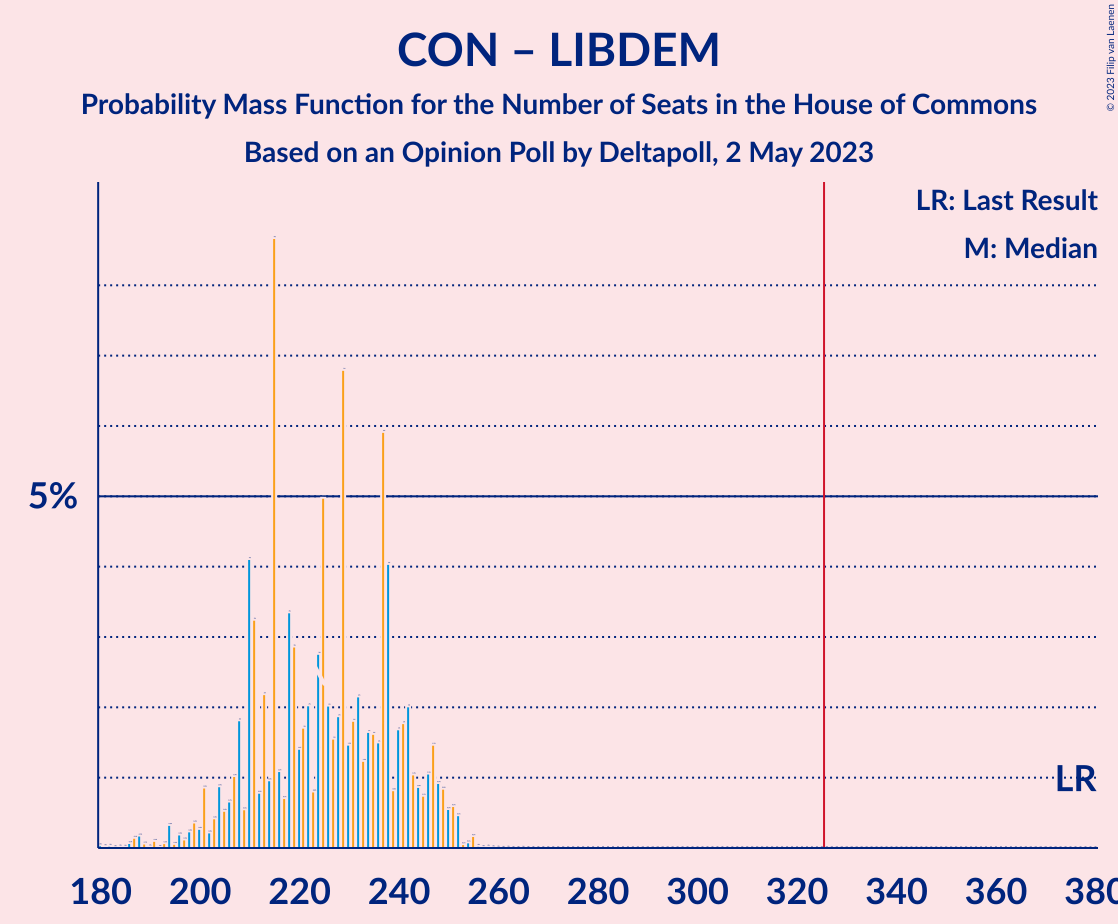 CON – LIBDEM
Probability Mass Function for the Number of Seats in the House of Commons
Based on an Opinion Poll by Deltapoll, 2 May 2023
© 2023 Filip van Laenen
LR: Last Result
M: Median
5%
LR
180 200 220 240 260 280 300 320 340 360 380